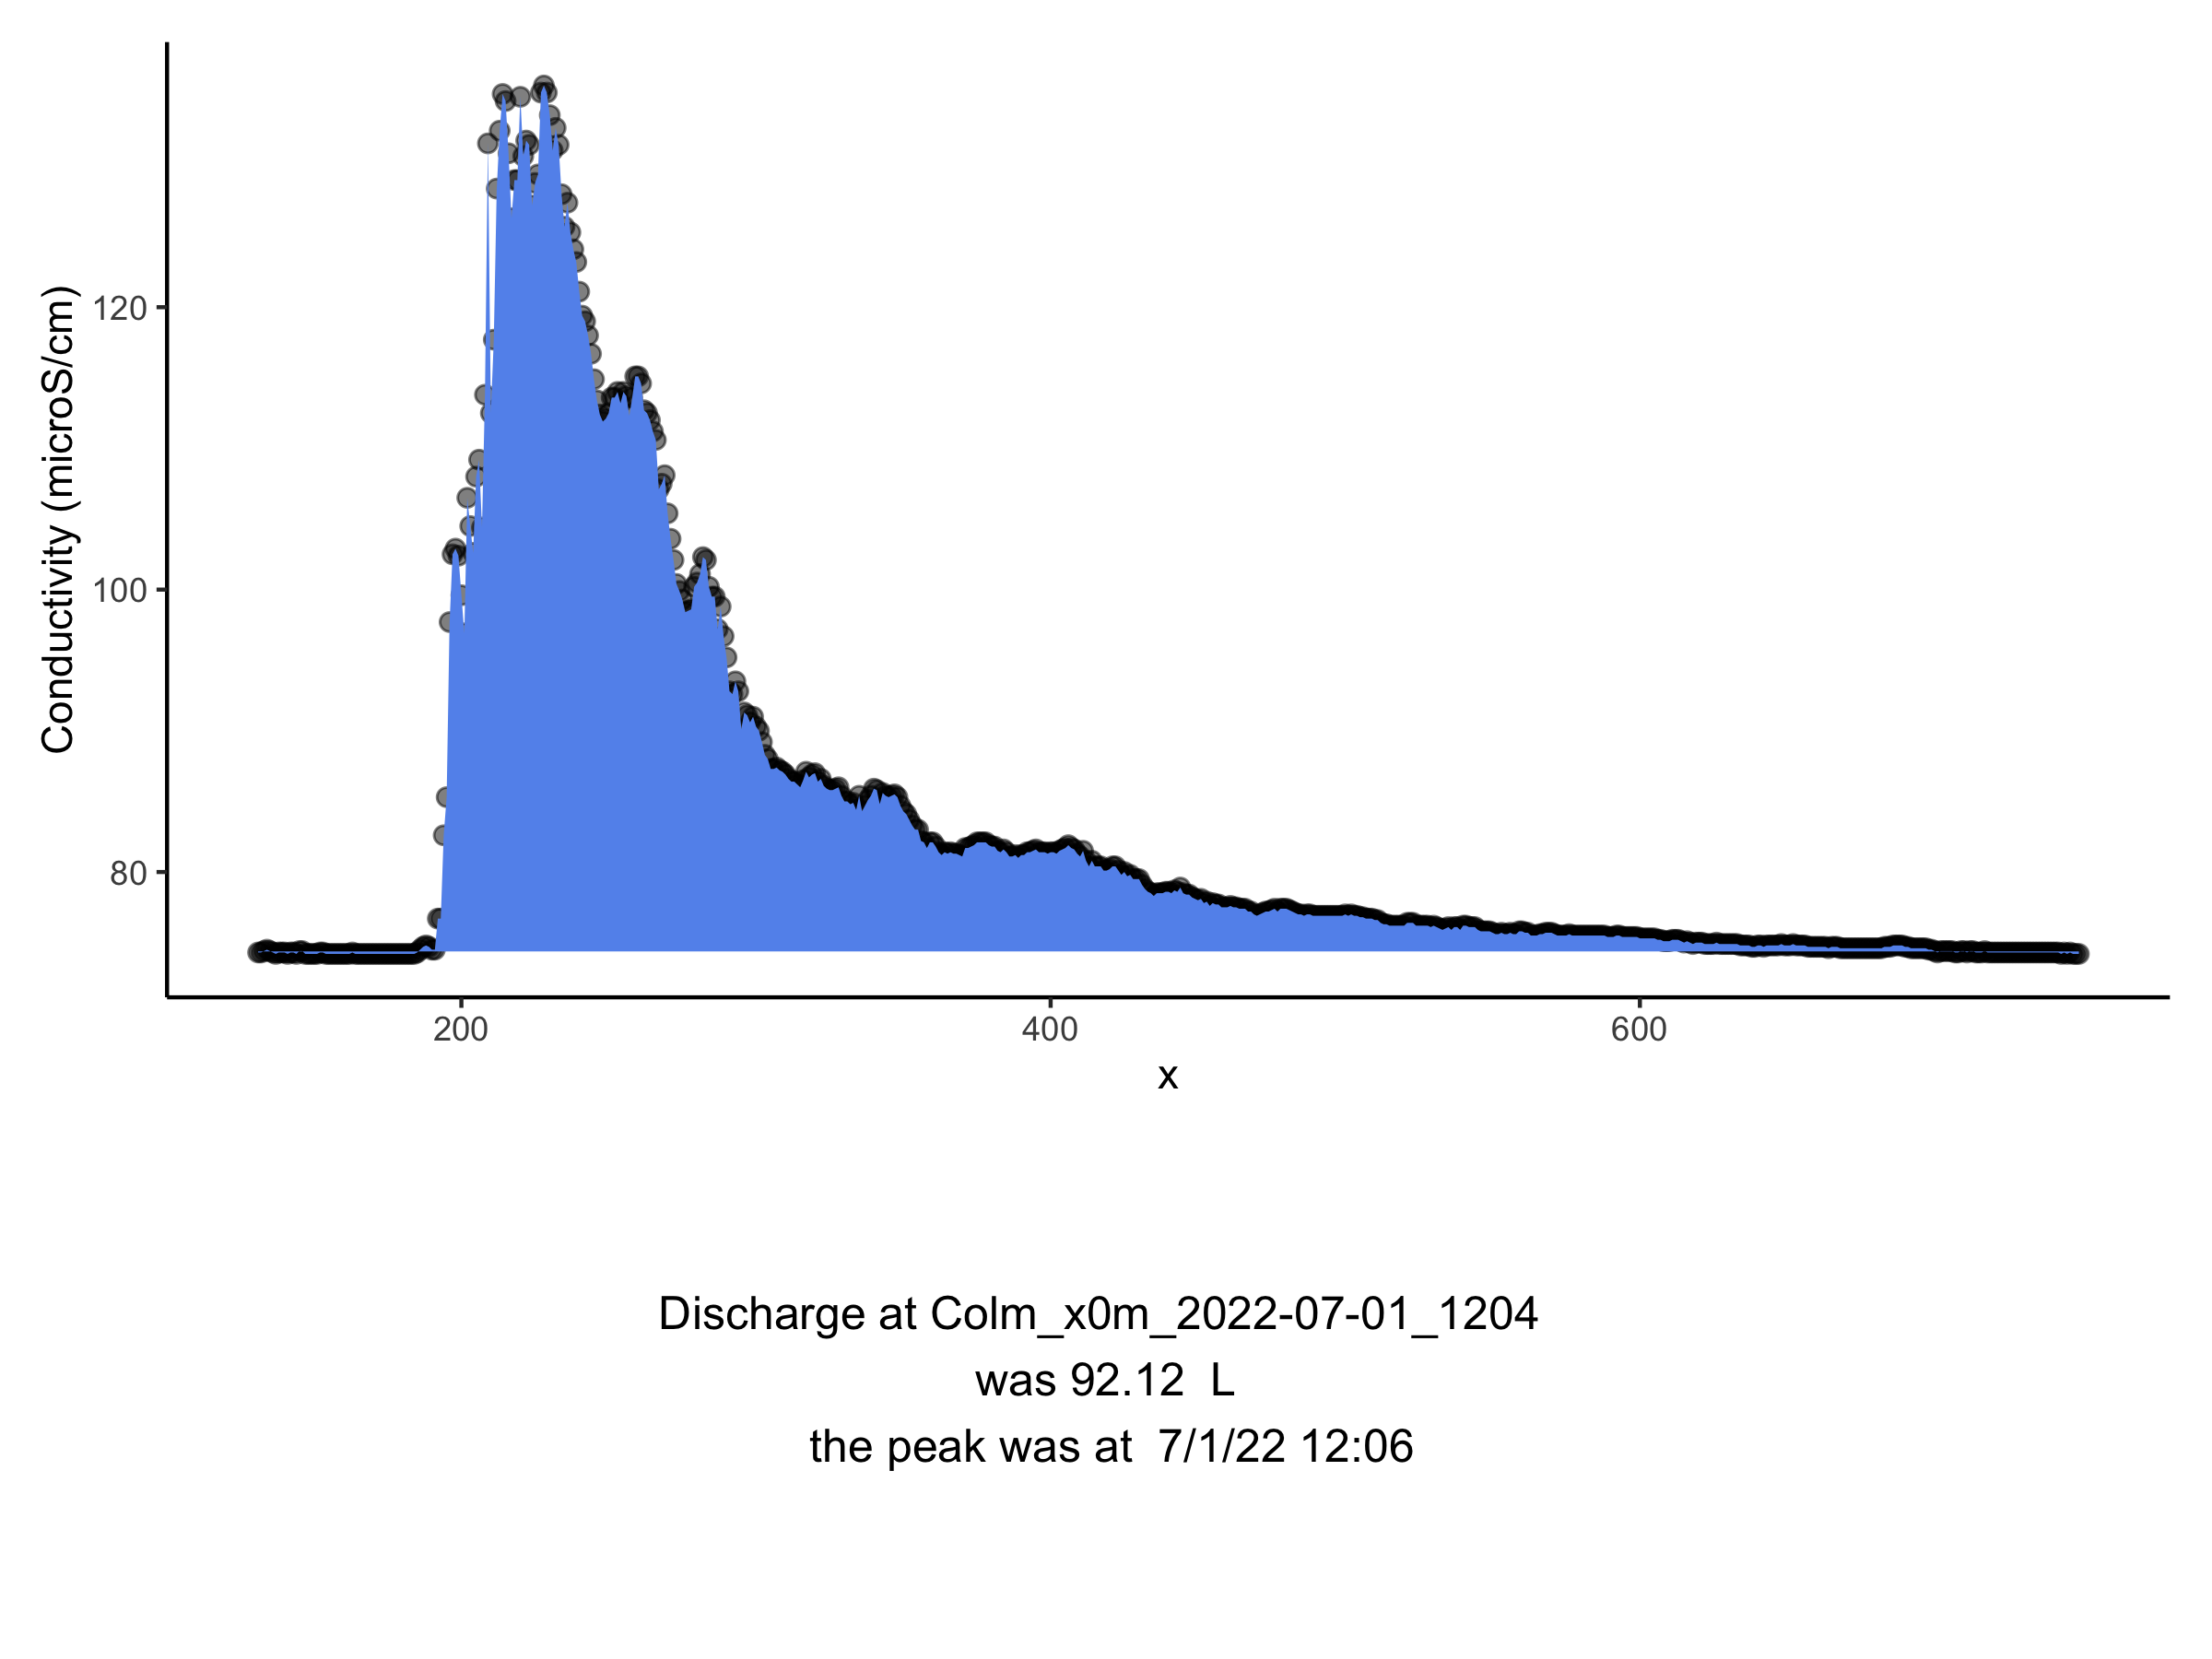 Conductivity (microS/cm)
120
100
80
200
400
600
x
Discharge at Colm_x0m_2022-07-01_1204
was 92.12  L
the peak was at  7/1/22 12:06